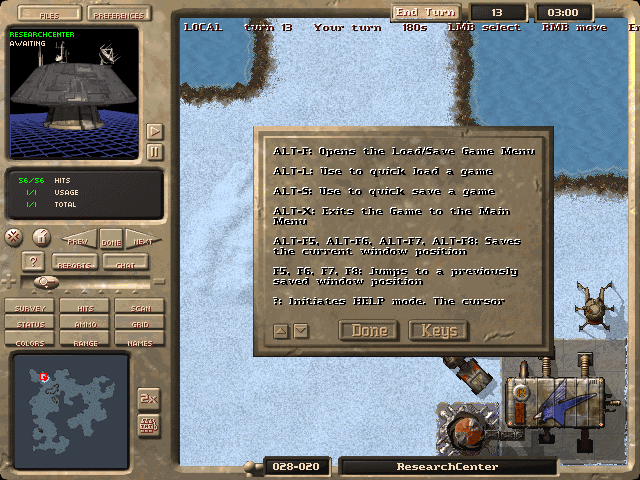 FILES PREFERENCES End Turn 13 03:00
LOCAL turn 13 Your turn 180s LMB select RMB move
RESEARCHCENTER
AWAITING
56/56 HITS
1/1 USAGE
1/1 TOTAL
PREV DONE NEXT
? REPORTS CHAT
SURVEY HITS SCAN
STATUS AMMO GRID
COLORS RANGE NAMES
2x
ALT-F: Opens the Load/Save Game Menu
ALT-L: Use to quick load a game
ALT-S: Use to quick save a game
ALT-X: Exits the Game to the Main
Menu
ALT-F5, ALT-F6, ALT-F7, ALT-F8: Saves
the current window position
F5, F6, F7, F8: Jumps to a previously
saved window position
?: Initiates HELP mode. The cursor
Done Keys
028-020 ResearchCenter